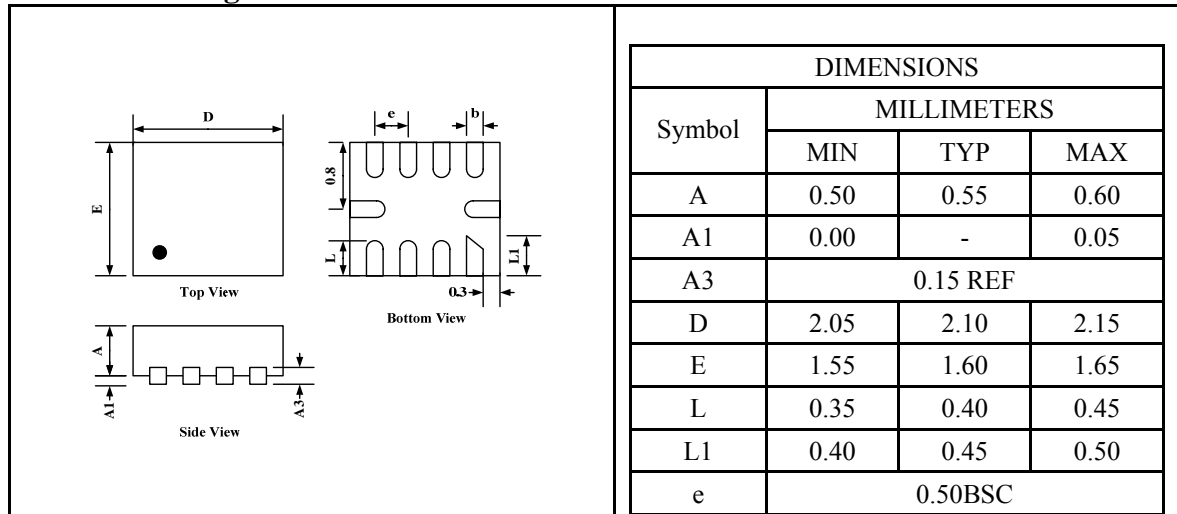 D
E
Top View
A
A1
A3
Side View
e
b
0.8
L
L1
0.3
Bottom View
DIMENSIONS
Symbol MILLIMETERS
MIN TYP MAX
A 0.50 0.55 0.60
A1 0.00 - 0.05
A3 0.15 REF
D 2.05 2.10 2.15
E 1.55 1.60 1.65
L 0.35 0.40 0.45
L1 0.40 0.45 0.50
e 0.50BSC